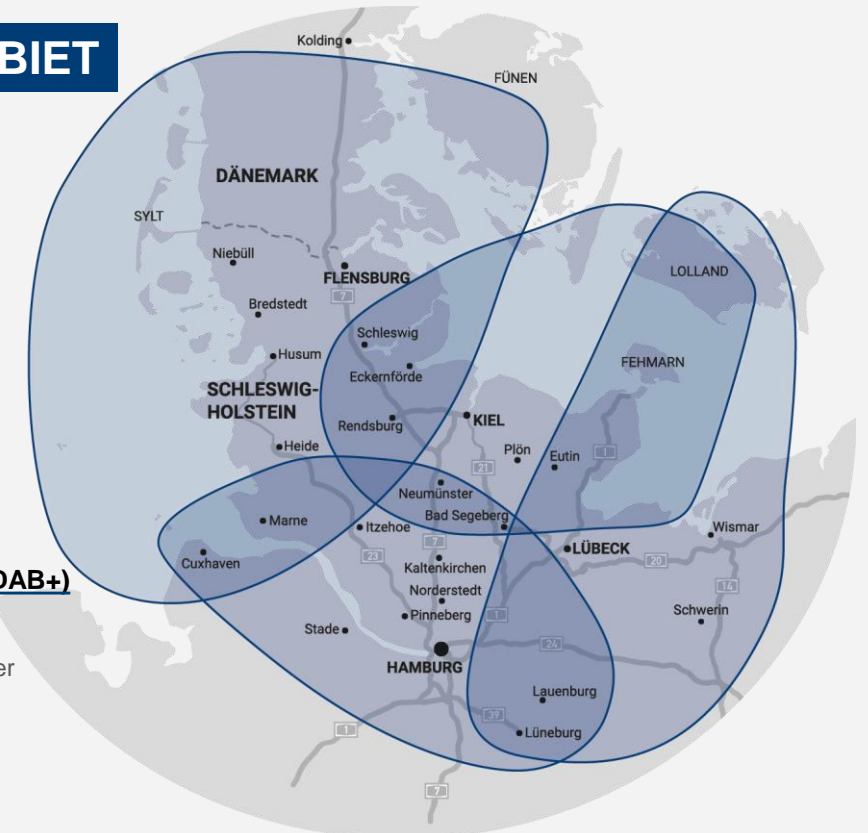 BIET
Kolding
FÜNEN
DÄNEMARK
SYLT
Niebüll
FLENSBURG
7
LOLLAND
Bredstedt
Schleswig
Husum
Eckernförde
FEHMARN
SCHLESWIG-
HOLSTEIN
Rendsburg
KIEL
Heide
Plön
Eutin
1
21
Neumünster
Bad Segeberg
Marne
Itzehoe
Wismar
7
LÜBECK
Cuxhaven
23
Kaltenkirchen
20
DAB+)
Norderstedt
14
Pinneberg
1
Schwerin
Stade
24
HAMBURG
er
Lauenburg
39
1
Lüneburg
7